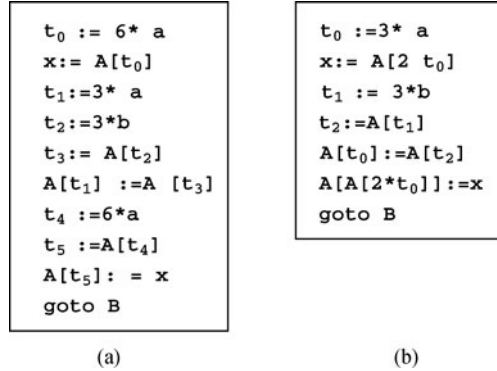 t0 := 6* a
x:= A[t0]
t1:=3* a
t2:=3*b
t3:= A[t2]
A[t1] :=A [t3]
t4 :=6*a
t5 :=A[t4]
A[t5]: = x
goto B
(a)
t0 :=3* a
x:= A[2 t0]
t1 := 3*b
t2:=A[t1]
A[t0]:=A[t2]
A[A[2*t0]]:=x
goto B
(b)